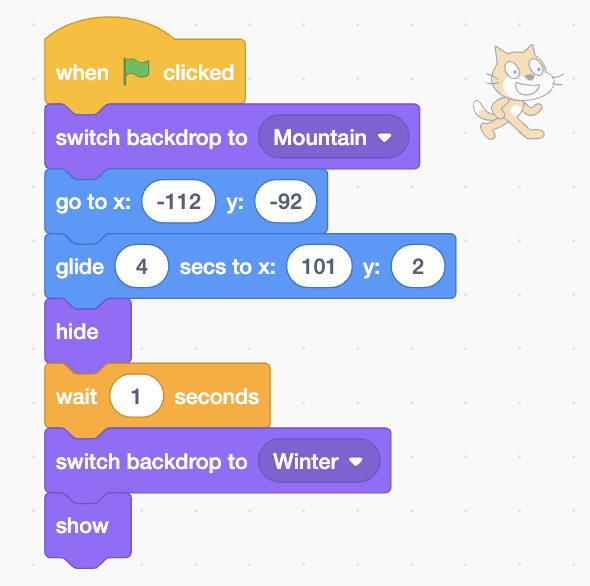 when clicked
switch backdrop to Mountain
go to x: -112 y: -92
glide 4 secs to x: 101 y: 2
hide
wait 1 seconds
switch backdrop to Winter
show